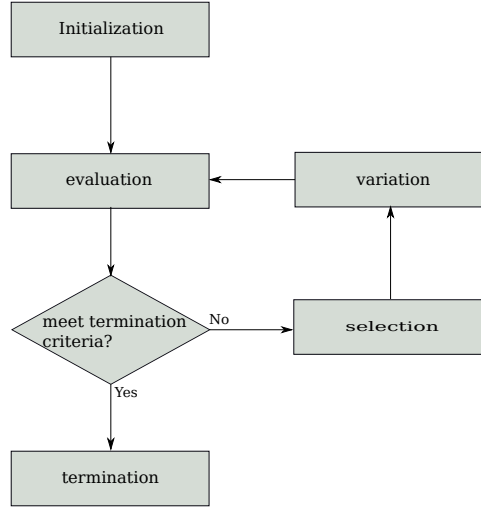 Initialization
evaluation
variation
meet termination
criteria?
No
selection
Yes
termination